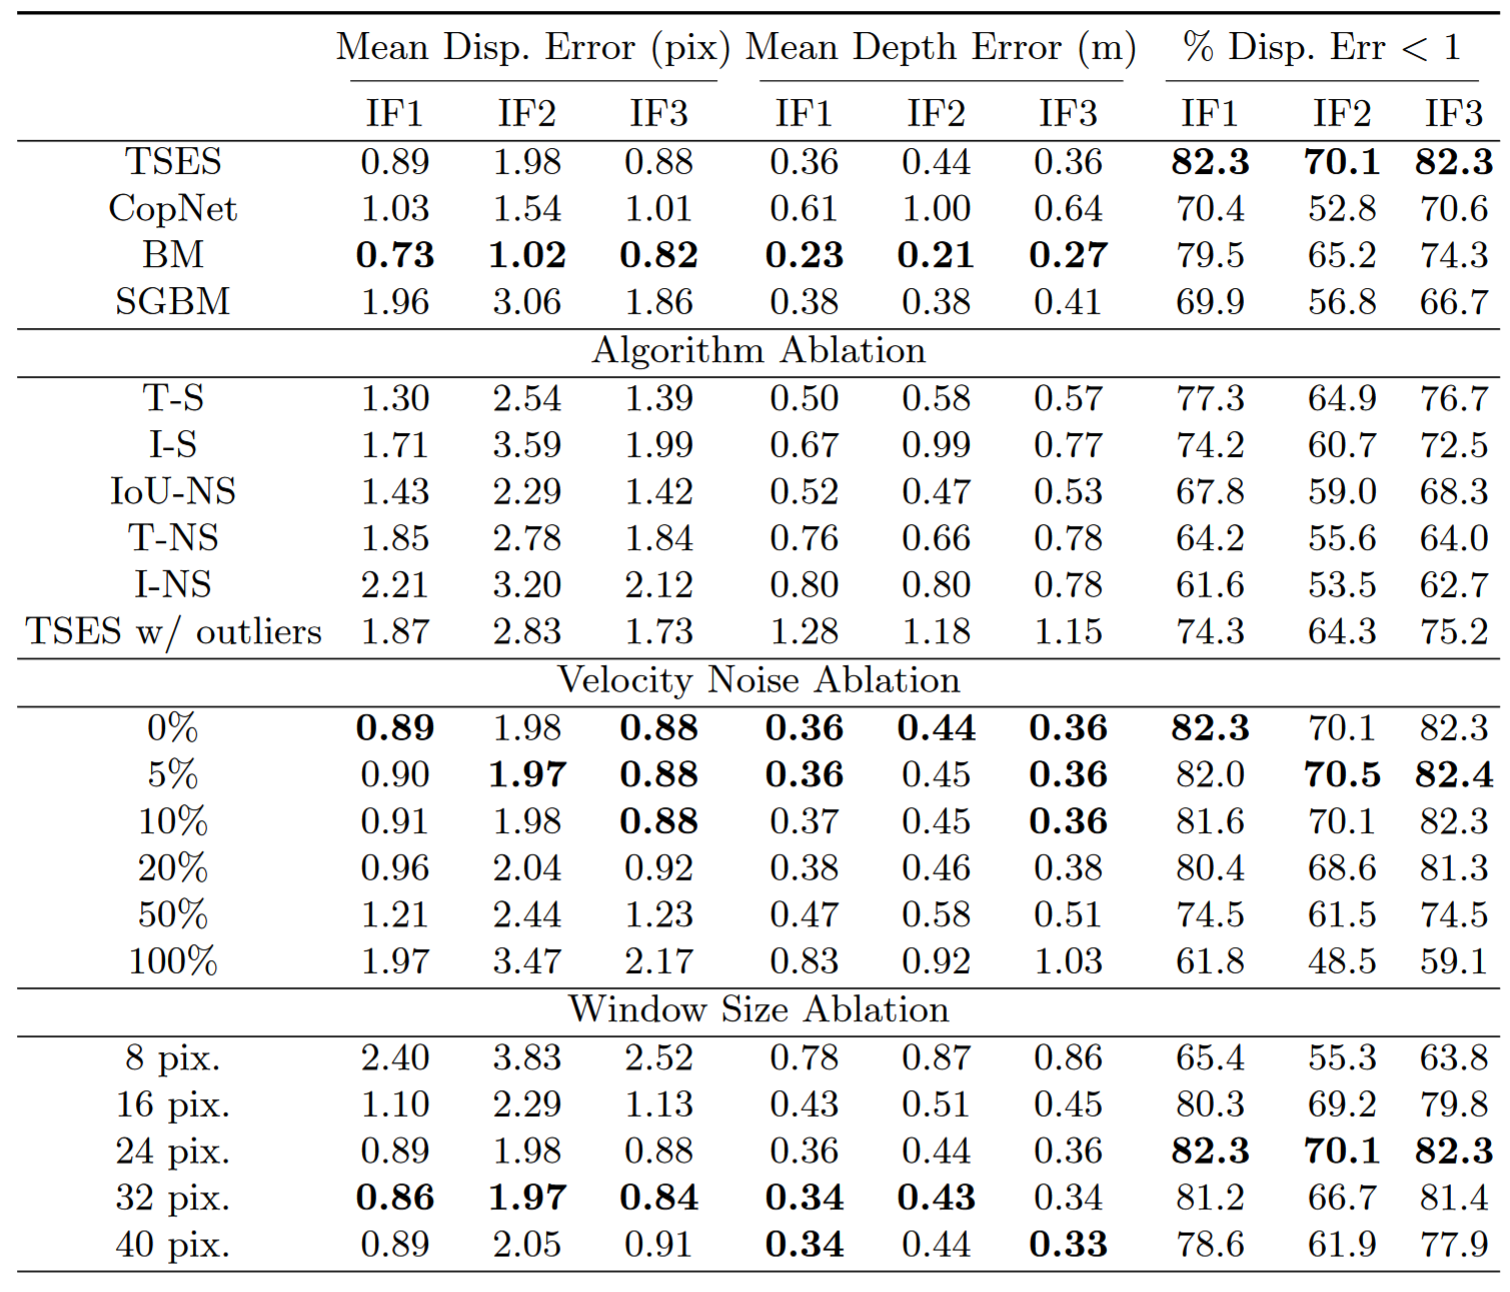 Mean Disp. Error (pix) Mean Depth Error (m) % Disp. Err < 1
IF1 IF2 IF3 IF1 IF2 IF3 IF1 IF2 IF3
TSES 0.89 1.98 0.88 0.36 0.44 0.36 82.3 70.1 82.3
CopNet 1.03 1.54 1.01 0.61 1.00 0.64 70.4 52.8 70.6
BM 0.73 1.02 0.82 0.23 0.21 0.27 79.5 65.2 74.3
SGBM 1.96 3.06 1.86 0.38 0.38 0.41 69.9 56.8 66.7
Algorithm Ablation
T-S 1.30 2.54 1.39 0.50 0.58 0.57 77.3 64.9 76.7
I-S 1.71 3.59 1.99 0.67 0.99 0.77 74.2 60.7 72.5
IoU-NS 1.43 2.29 1.42 0.52 0.47 0.53 67.8 59.0 68.3
T-NS 1.85 2.78 1.84 0.76 0.66 0.78 64.2 55.6 64.0
I-NS 2.21 3.20 2.12 0.80 0.80 0.78 61.6 53.5 62.7
TSES w/ outliers 1.87 2.83 1.73 1.28 1.18 1.15 74.3 64.3 75.2
Velocity Noise Ablation
0% 0.89 1.98 0.88 0.36 0.44 0.36 82.3 70.1 82.3
5% 0.90 1.97 0.88 0.36 0.45 0.36 82.0 70.5 82.4
10% 0.91 1.98 0.88 0.37 0.45 0.36 81.6 70.1 82.3
20% 0.96 2.04 0.92 0.38 0.46 0.38 80.4 68.6 81.3
50% 1.21 2.44 1.23 0.47 0.58 0.51 74.5 61.5 74.5
100% 1.97 3.47 2.17 0.83 0.92 1.03 61.8 48.5 59.1
Window Size Ablation
8 pix. 2.40 3.83 2.52 0.78 0.87 0.86 65.4 55.3 63.8
16 pix. 1.10 2.29 1.13 0.43 0.51 0.45 80.3 69.2 79.8
24 pix. 0.89 1.98 0.88 0.36 0.44 0.36 82.3 70.1 82.3
32 pix. 0.86 1.97 0.84 0.34 0.43 0.34 81.2 66.7 81.4
40 pix. 0.89 2.05 0.91 0.34 0.44 0.33 78.6 61.9 77.9